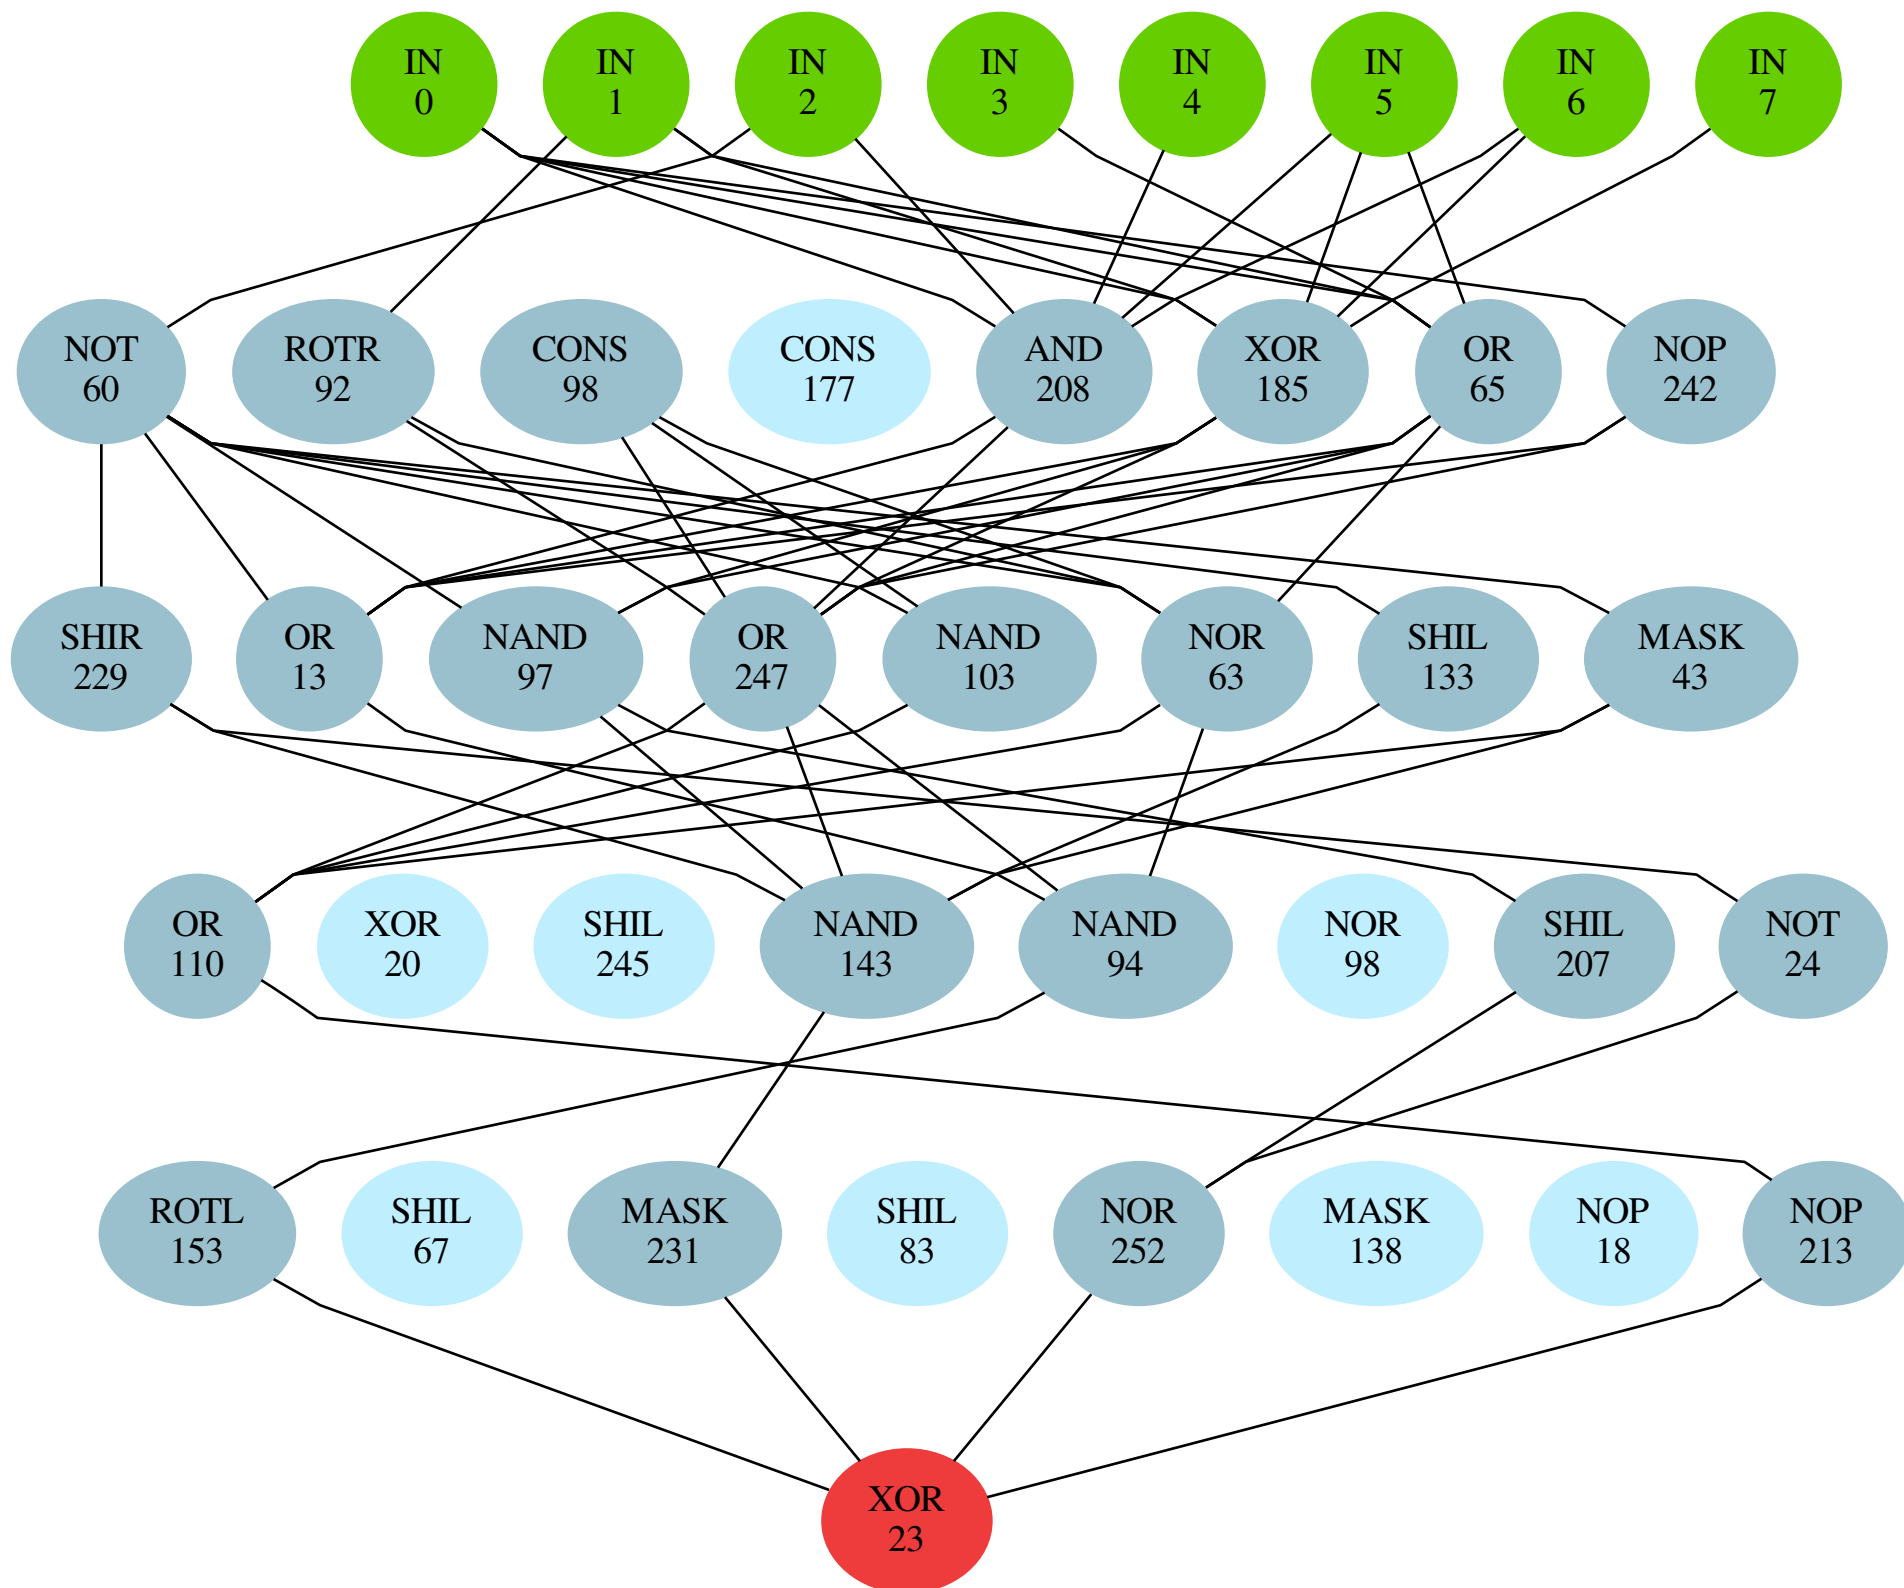 IN
0
IN
1
IN
2
IN
3
IN
4
IN
5
IN
6
IN
7
NOT
60
ROTR
92
CONS
98
CONS
177
AND
208
XOR
185
OR
65
NOP
242
SHIR
229
OR
13
NAND
97
OR
247
NAND
103
NOR
63
SHIL
133
MASK
43
OR
110
XOR
20
SHIL
245
NAND
143
NAND
94
NOR
98
SHIL
207
NOT
24
ROTL
153
SHIL
67
MASK
231
SHIL
83
NOR
252
MASK
138
NOP
18
NOP
213
XOR
23